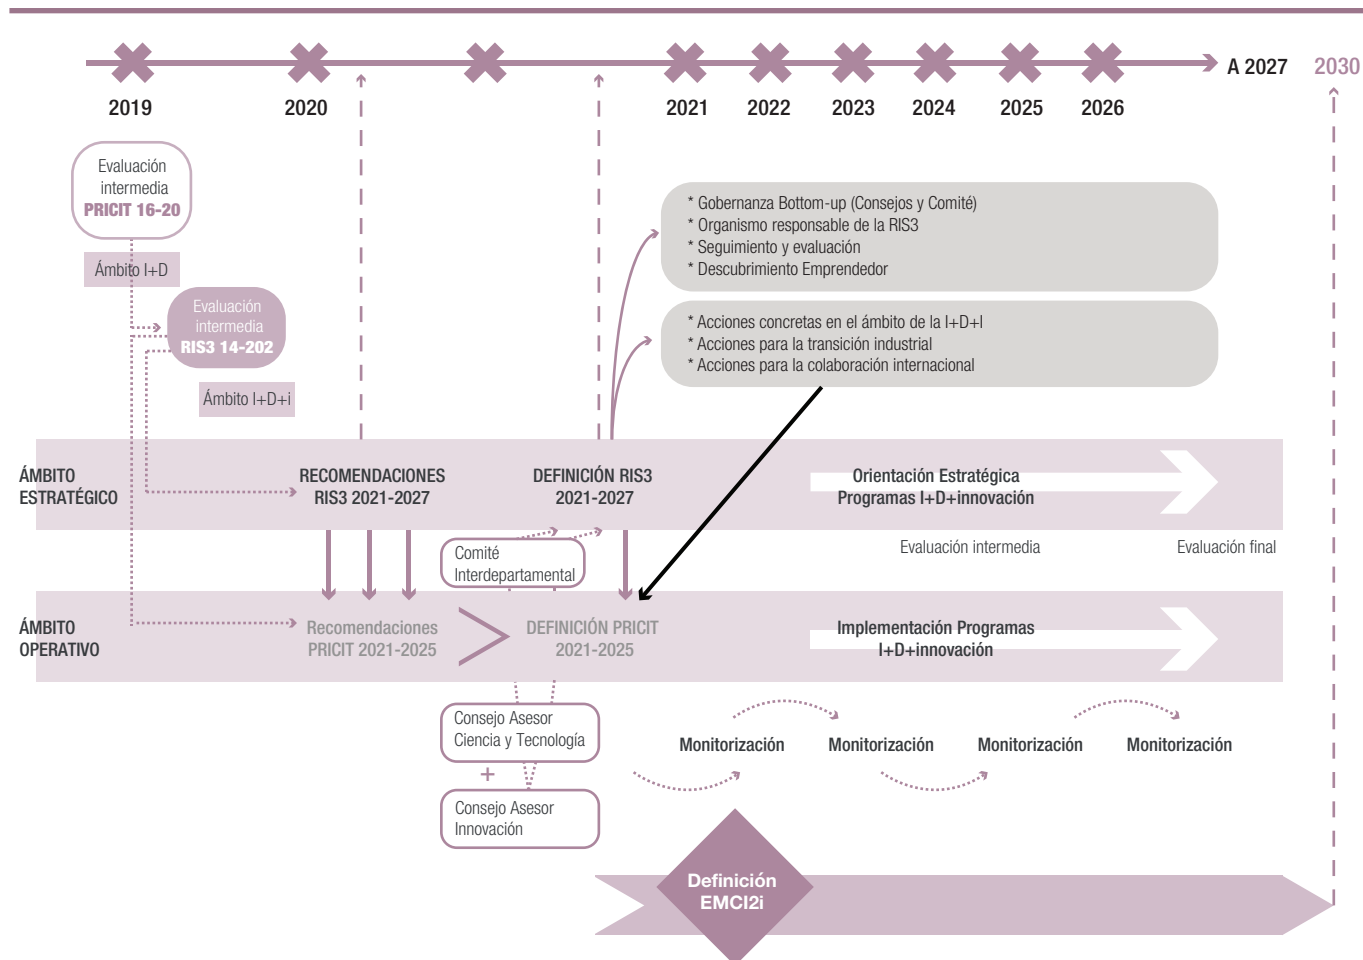 A 2027
2030
2019
2020
2021
2022
2023
2024
2025
2026
Evaluación
intermedia
PRICIT 16-20
Ámbito I+D
Evaluación
intermedia
RIS3 14-202
Ámbito I+D+i
* Gobernanza Bottom-up (Consejos y Comité)
* Organismo responsable de la RIS3
* Seguimiento y evaluación
* Descubrimiento Emprendedor
* Acciones concretas en el ámbito de la I+D+I
* Acciones para la transición industrial
* Acciones para la colaboración internacional
ÁMBITO
ESTRATÉGICO
RECOMENDACIONES
RIS3 2021-2027
DEFINICIÓN RIS3
2021-2027
Orientación Estratégica
Programas I+D+innovación
Comité
Interdepartamental
Evaluación intermedia
Evaluación final
ÁMBITO
OPERATIVO
Recomendaciones
PRICIT 2021-2025
DEFINICIÓN PRICIT
2021-2025
Implementación Programas
I+D+innovación
Consejo Asesor
Ciencia y Tecnología
+
Consejo Asesor
Innovación
Monitorización
Monitorización
Monitorización
Monitorización
Definición
EMCI2i